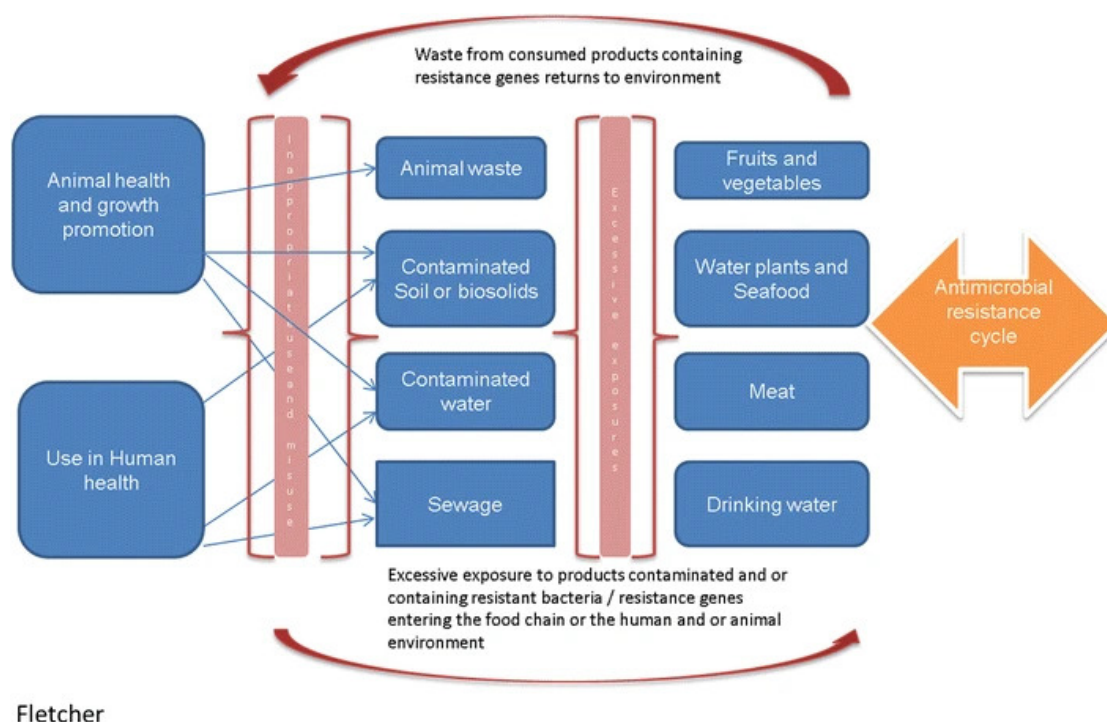 Waste from consumed products containing
resistance genes returns to environment
Animal health
and growth
promotion
Use in Human
health
Inappropriate use and misuse
Animal waste
Contaminated
Soil or biosolids
Contaminated
water
Sewage
Excessive exposures
Fruits and
vegetables
Water plants and
Seafood
Meat
Drinking water
Antimicrobial
resistance
cycle
Excessive exposure to products contaminated and or
containing resistant bacteria / resistance genes
entering the food chain or the human and or animal
environment
Fletcher